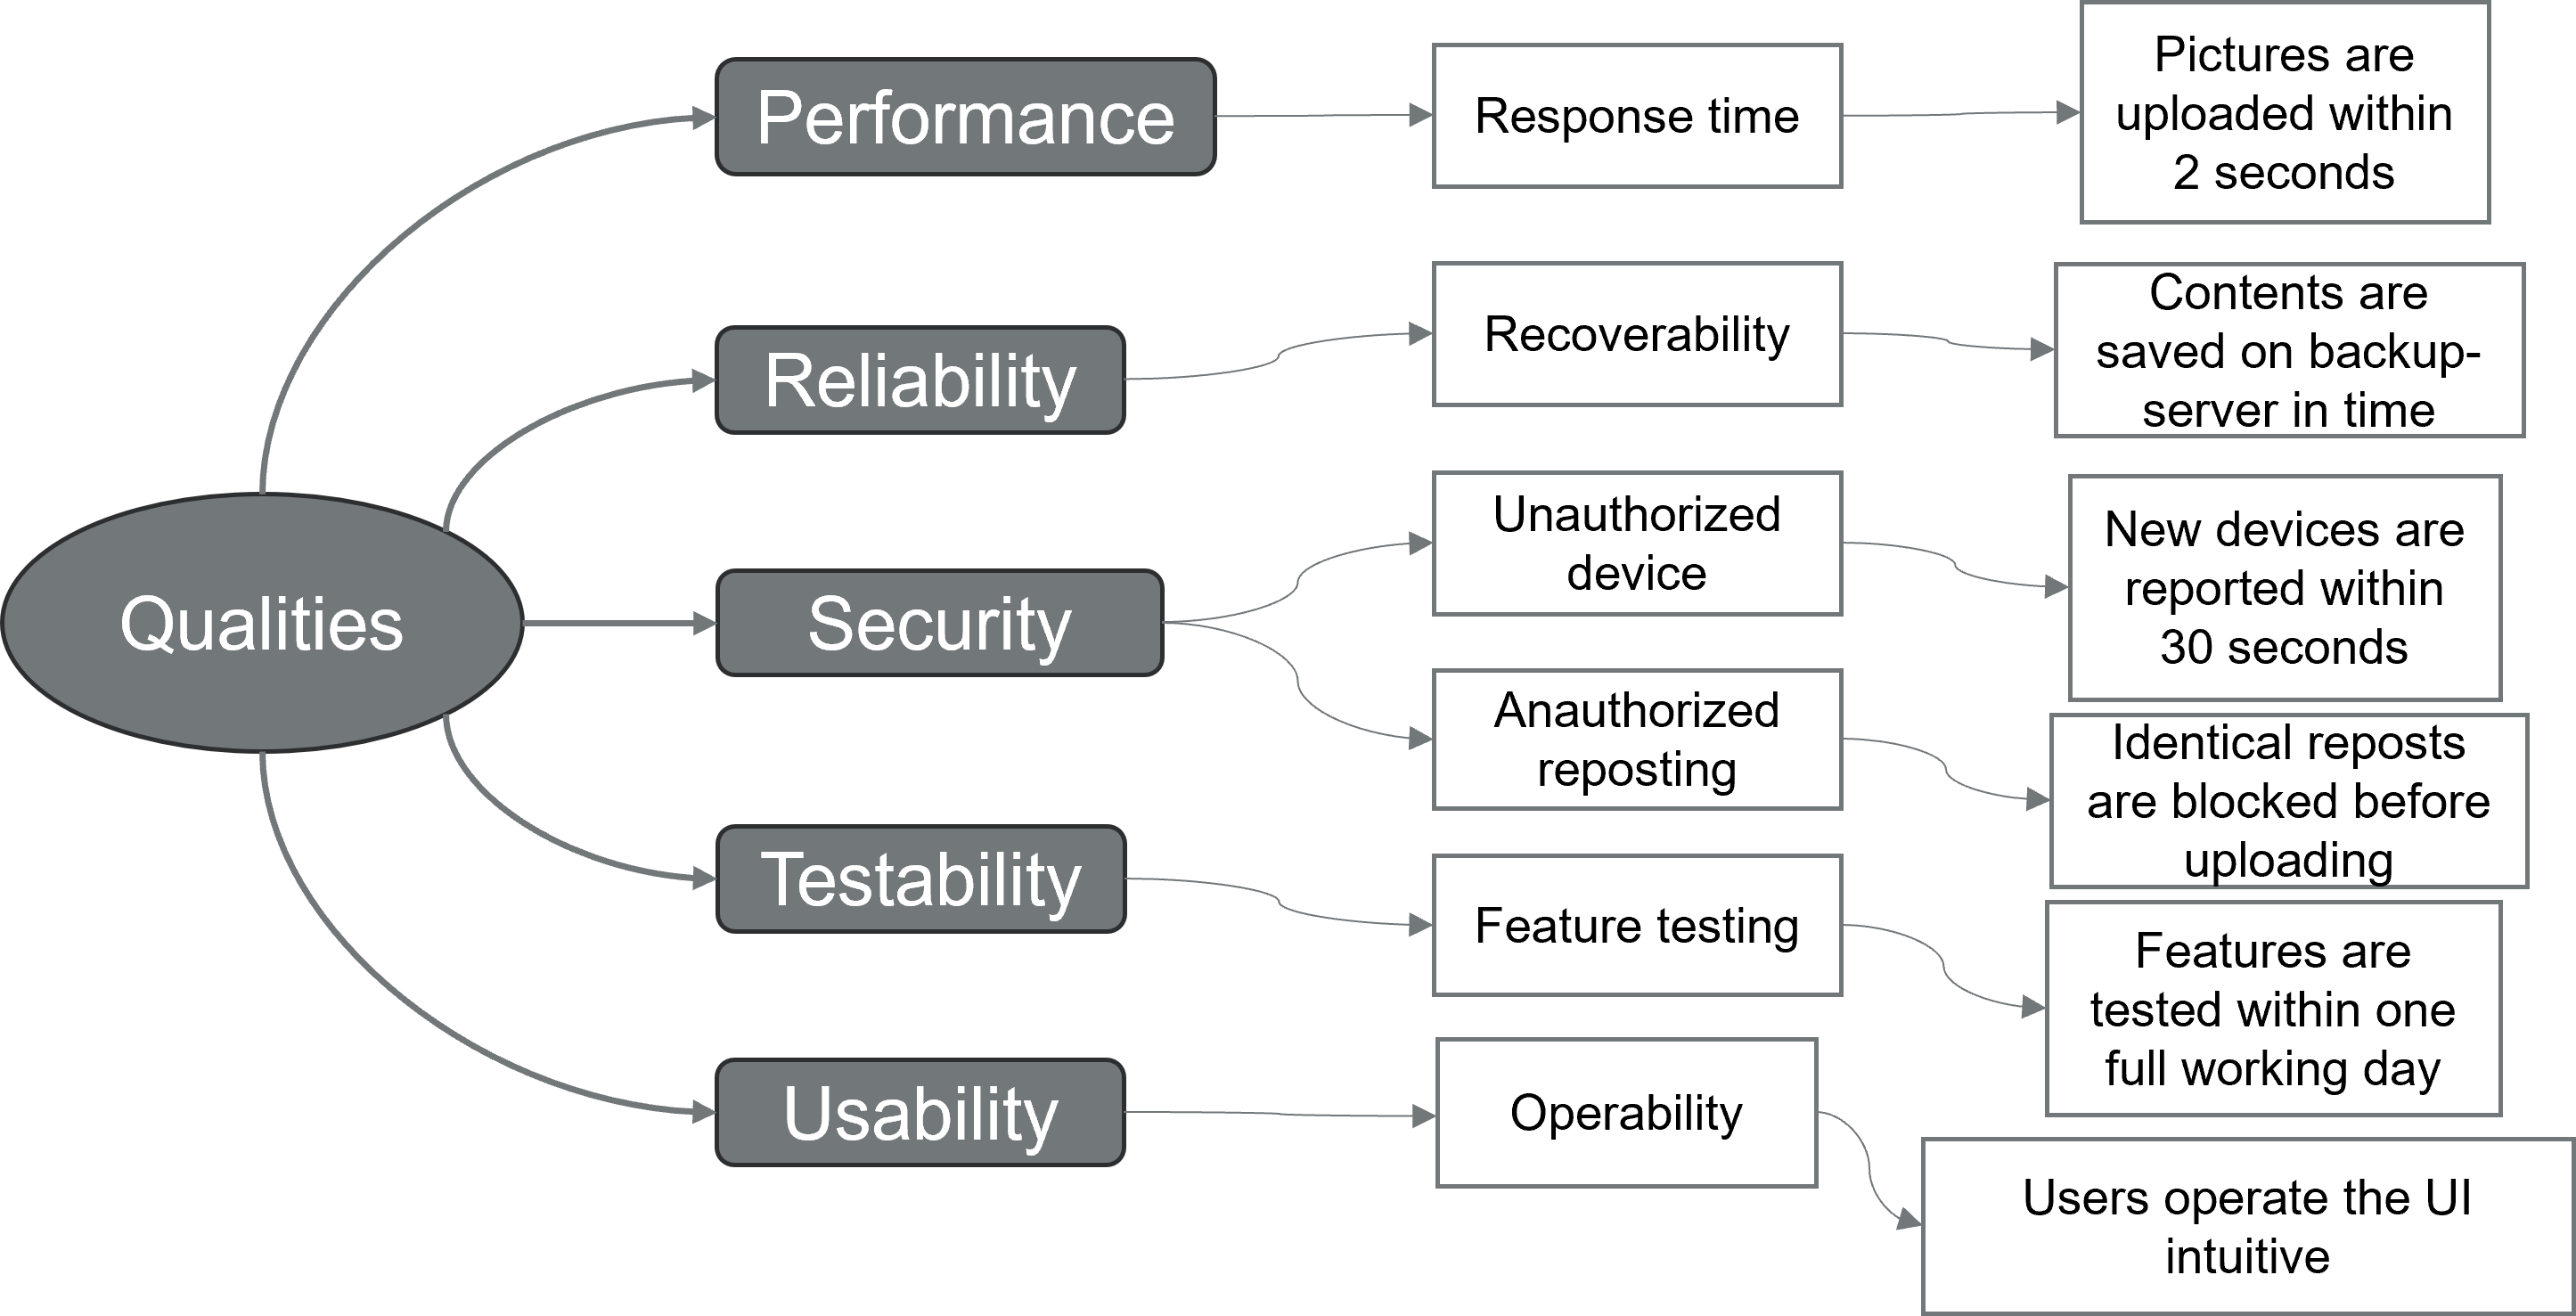 Qualities
Performance
Response time
Pictures are
uploaded within
2 seconds
Reliability
Recoverability
Contents are
saved on backup-
server in time
Security
Unauthorized
device
New devices are
reported within
30 seconds
Anauthorized
reposting
Identical reposts
are blocked before
uploading
Testability
Feature testing
Features are
tested within one
full working day
Usability
Operability
Users operate the UI
intuitive